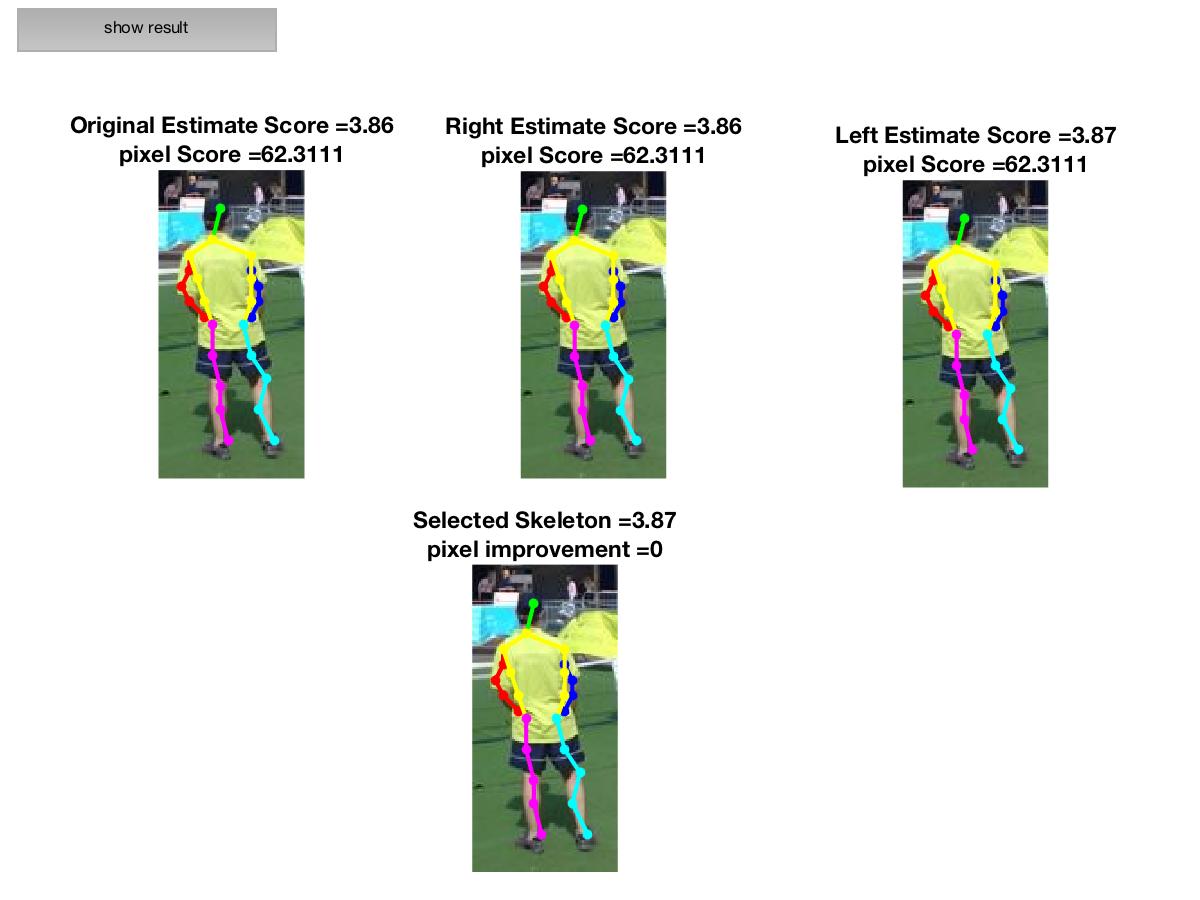 show result
Original Estimate Score =3.86
pixel Score =62.3111
Right Estimate Score =3.86
pixel Score =62.3111
Left Estimate Score =3.87
pixel Score =62.3111
Selected Skeleton =3.87
pixel improvement =0